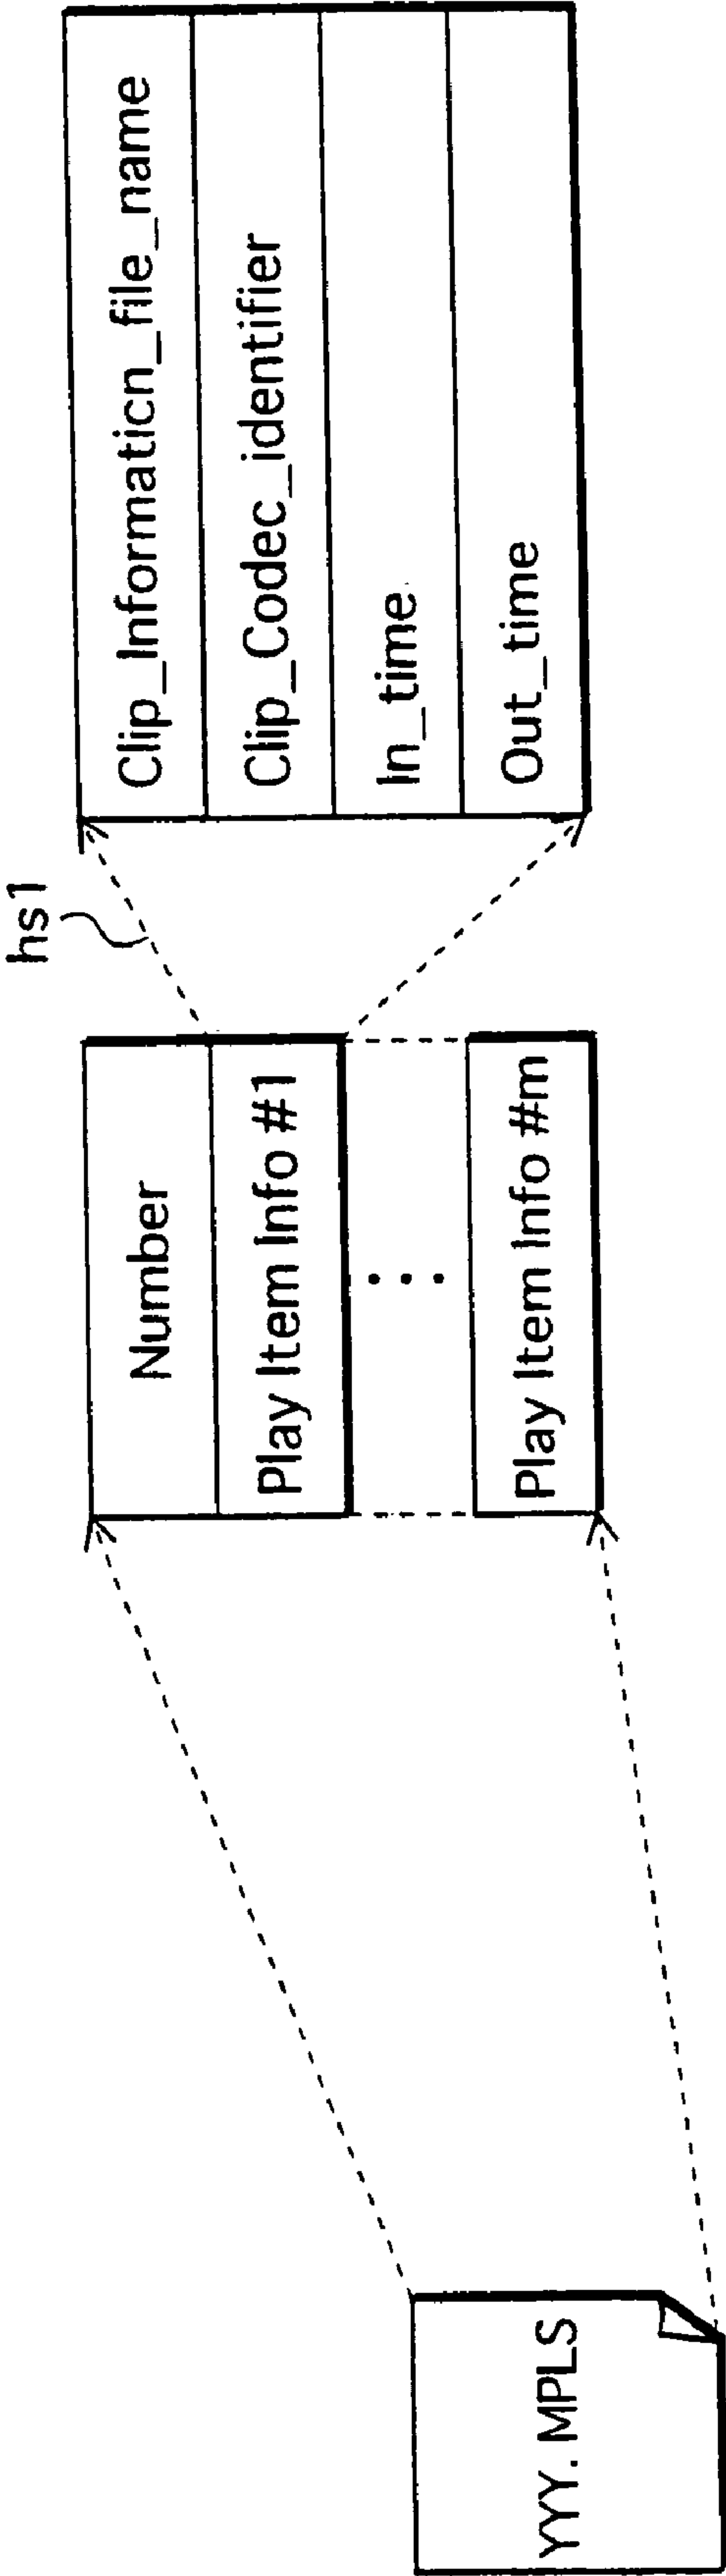 YYY. MPLS
Number
Play Item Info #1
Play Item Info #m
hs1
Clip_Informaticn_file_name
Clip_Codec_identifier
In_time
Out_time